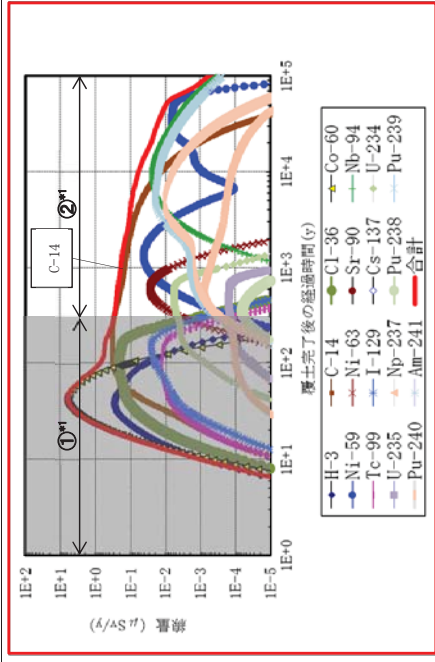 ①*1
②*1
C-14
線量 (μSv/y)
1E+2
1E+1
1E+0
1E-1
1E-2
1E-3
1E-4
1E-5
1E+0
1E+1
1E+2
1E+3
1E+4
1E+5
覆土完了後の経過時間(y)
H-3
C-14
Cl-36
Co-60
Ni-59
Ni-63
Sr-90
Nb-94
Tc-99
I-129
Cs-137
U-234
U-235
Np-237
Pu-238
Pu-239
Pu-240
Am-241
合計